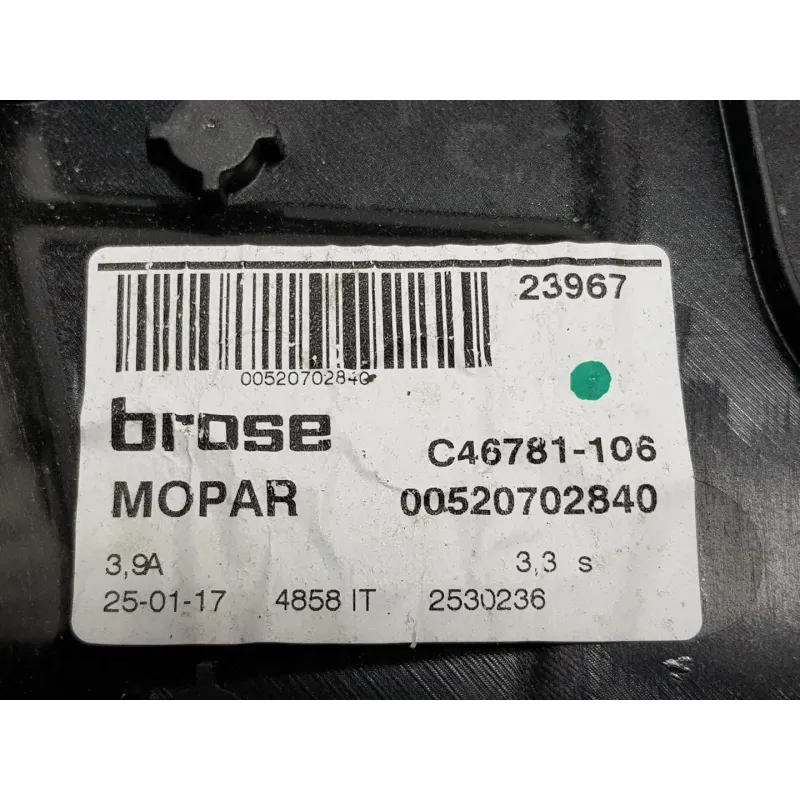 23967
00520702840
brose
C46781-106
MOPAR 00520702840
3,9A 3,3 s
25-01-17 4858 IT 2530236